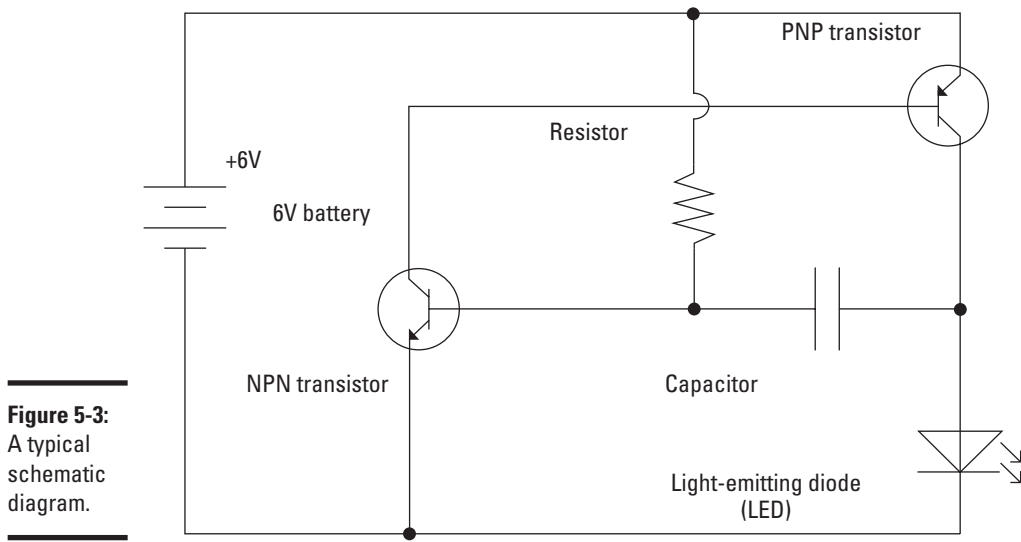 PNP transistor
Resistor
+6V
6V battery
NPN transistor
Capacitor
Light-emitting diode
(LED)
Figure 5-3:
A typical
schematic
diagram.